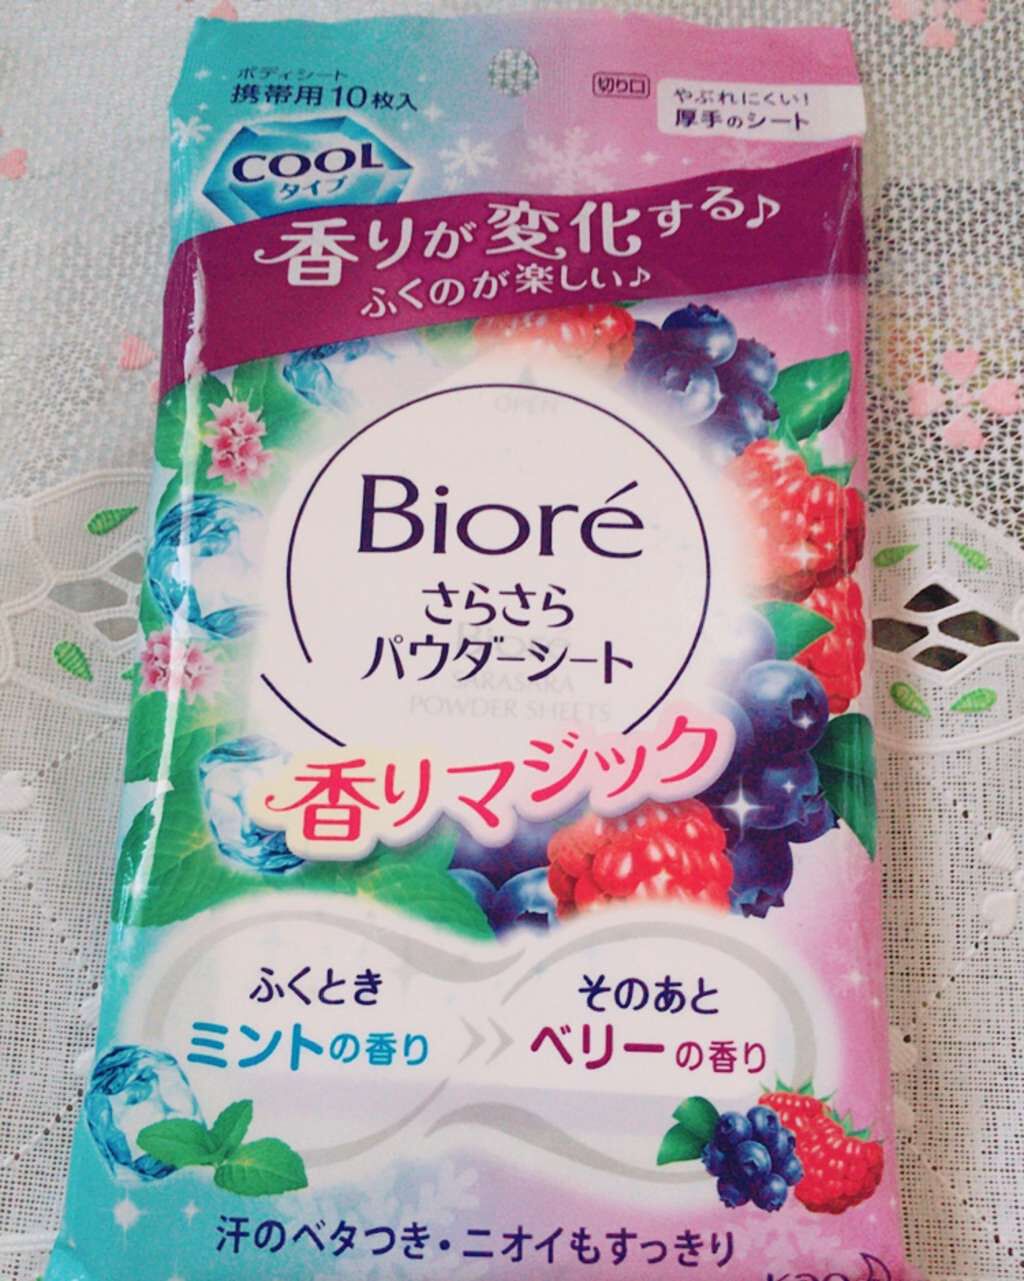 ボディシート
携帯用10枚入
切り口
やぶれにくい!
厚手のシート
COOL
タイプ
香りが変化する♪
ふくのが楽しい♪
OPEN
Bioré
さらさら
パウダーシート
SARASARA
POWDER SHEETS
香りマジック
ふくとき
ミントの香り
そのあと
ベリーの香り
汗のベタつき・ニオイもすっきり
Kao